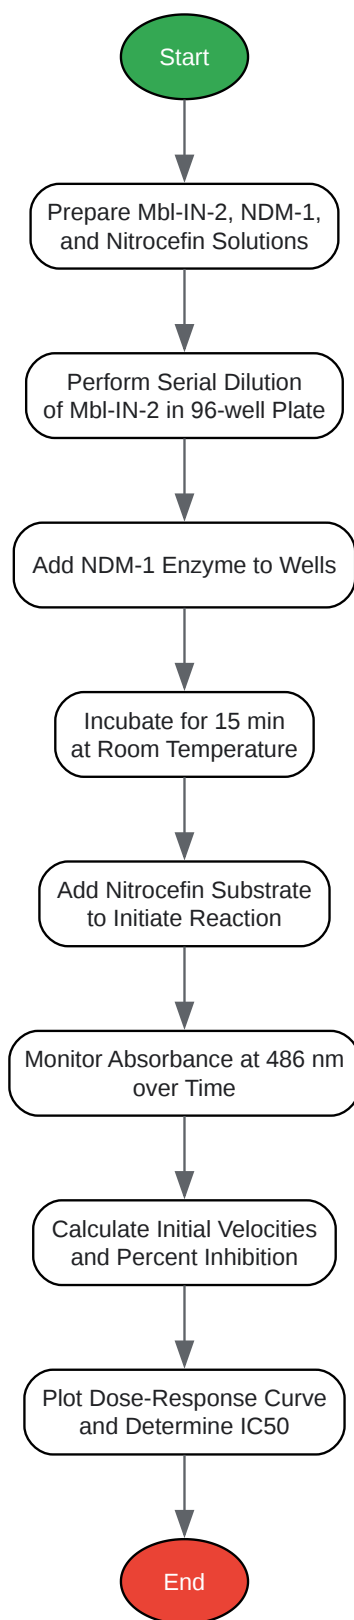 Start
Prepare Mbl-IN-2, NDM-1,
and Nitrocefin Solutions
Perform Serial Dilution
of Mbl-IN-2 in 96-well Plate
Add NDM-1 Enzyme to Wells
Incubate for 15 min
at Room Temperature
Add Nitrocefin Substrate
to Initiate Reaction
Monitor Absorbance at 486 nm
over Time
Calculate Initial Velocities
and Percent Inhibition
Plot Dose-Response Curve
and Determine IC50
End